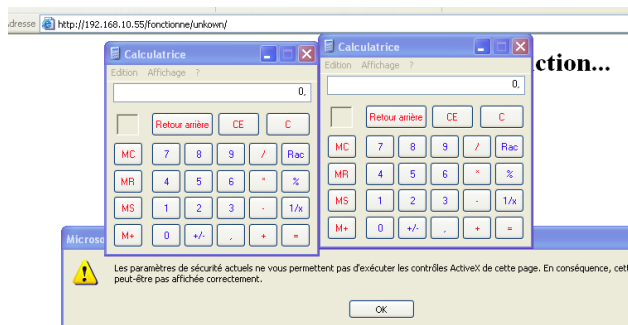 dresse http://192.168.10.55/fonctionne/unkown/
Calculatrice
Edition Affichage ?
0,
Retour arrière CE C
MC 7 8 9 / Rac
MR 4 5 6 * %
MS 1 2 3 - 1/x
M+ 0 +/- , + =
Calculatrice
Edition Affichage ?
0,
Retour arrière CE C
MC 7 8 9 / Rac
MR 4 5 6 * %
MS 1 2 3 - 1/x
M+ 0 +/- , + =
ction...
Microso
Les paramètres de sécurité actuels ne vous permettent pas d'exécuter les contrôles ActiveX de cette page. En conséquence, cett
peut-être pas affichée correctement.
OK